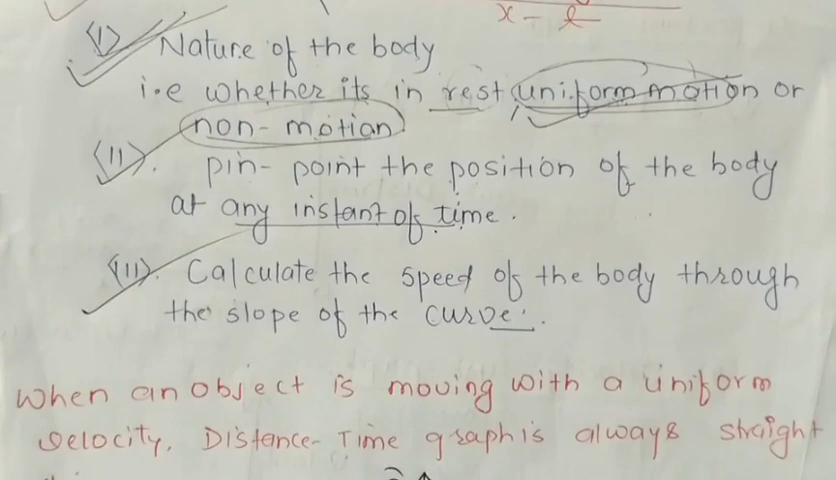 x - 
(I) Nature of the body
i.e whether its in rest, uniform motion or
non-motion
(II). pin-point the position of the body
at any instant of time.
(III). Calculate the speed of the body through
the slope of the curve.
When an object is moving with a uniform
velocity. Distance-Time graph is always straight